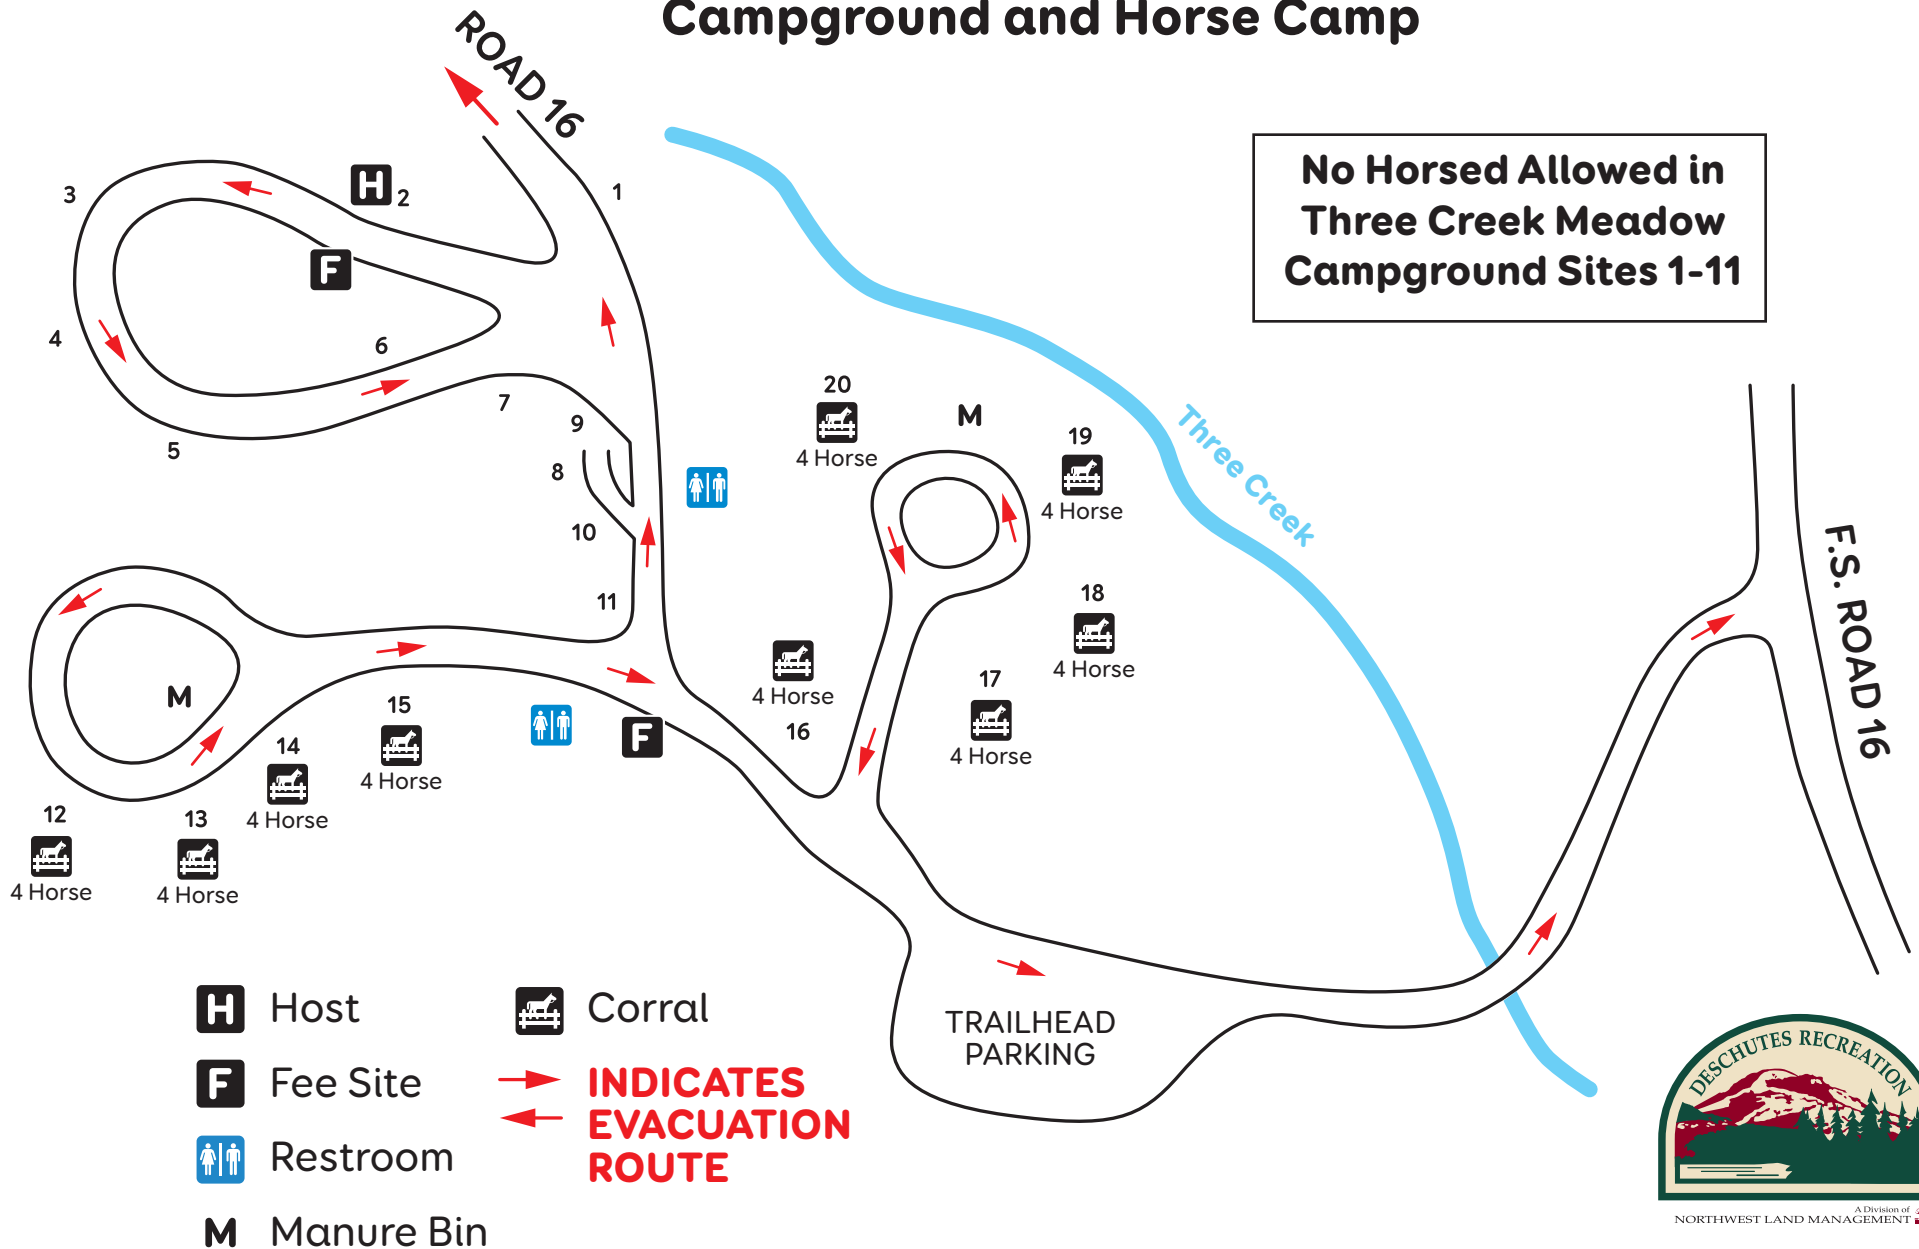 Campground and Horse Camp
ROAD 16
No Horsed Allowed in
Three Creek Meadow
Campground Sites 1-11
1
H 2
3
F
4
6
5
7
9
8
10
11
20
4 Horse
M
19
4 Horse
Three Creek
18
4 Horse
17
4 Horse
4 Horse
16
F.S. ROAD 16
M
15
4 Horse
14
4 Horse
F
12
4 Horse
13
4 Horse
TRAILHEAD
PARKING
H Host
F Fee Site
Restroom
M Manure Bin
Corral
INDICATES
EVACUATION
ROUTE
DESCHUTES RECREATION
A Division of
NORTHWEST LAND MANAGEMENT